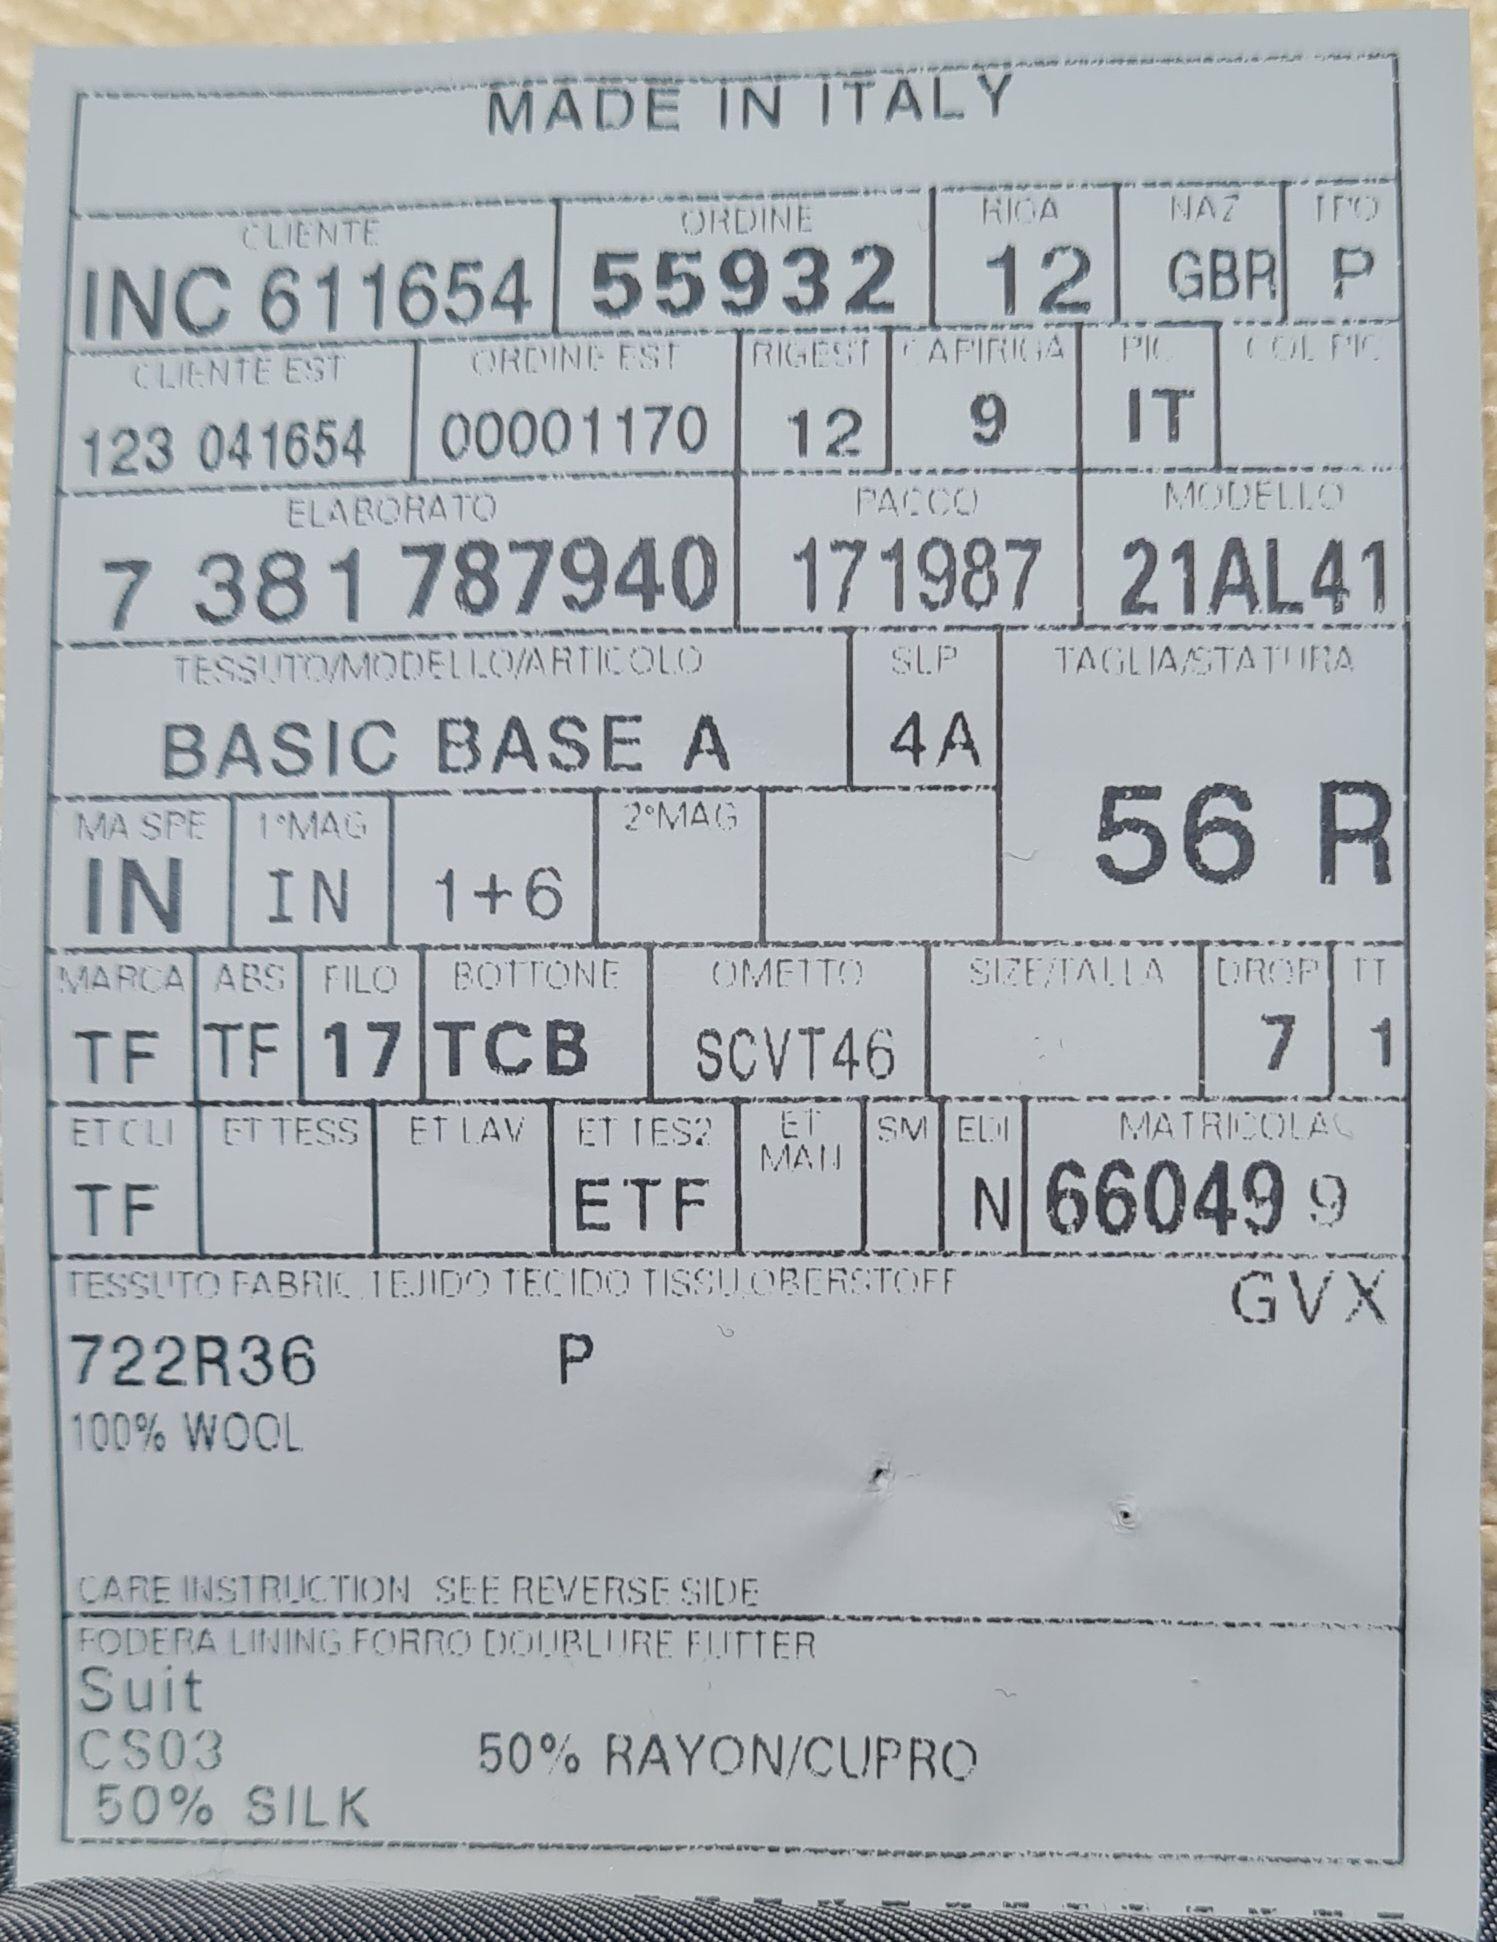 MADE IN ITALY
CLIENTE ORDINE RIGA NAZ TPO
INC 611654 55932 12 GBR P
CLIENTE EST ORDINE EST RIGEST CAPIRIGA PIC COL PIC
123 041654 00001170 12 9 IT
ELABORATO PACCO MODELLO
7 381 787940 171987 21AL41
TESSUTO/MODELLO/ARTICOLO SLP TAGLIA/STATURA
BASIC BASE A 4A
56 R
MA SPE 1°MAG 2°MAG
IN IN 1+6
MARCA ABS FILO BOTTONE OMETTO SIZE/TALLA DROP TT
TF TF 17 TCB SCVT46 7 1
ET CLI ET TESS ET LAV ET TES2 ET MAN SM EDI MATRICOLA
TF ETF N 66049 9
TESSUTO FABRIC TEJIDO TECIDO TISSU OBERSTOFF GVX
722R36 P
100% WOOL
CARE INSTRUCTION SEE REVERSE SIDE
FODERA LINING FORRO DOUBLURE FUTTER
Suit
CS03 50% RAYON/CUPRO
50% SILK